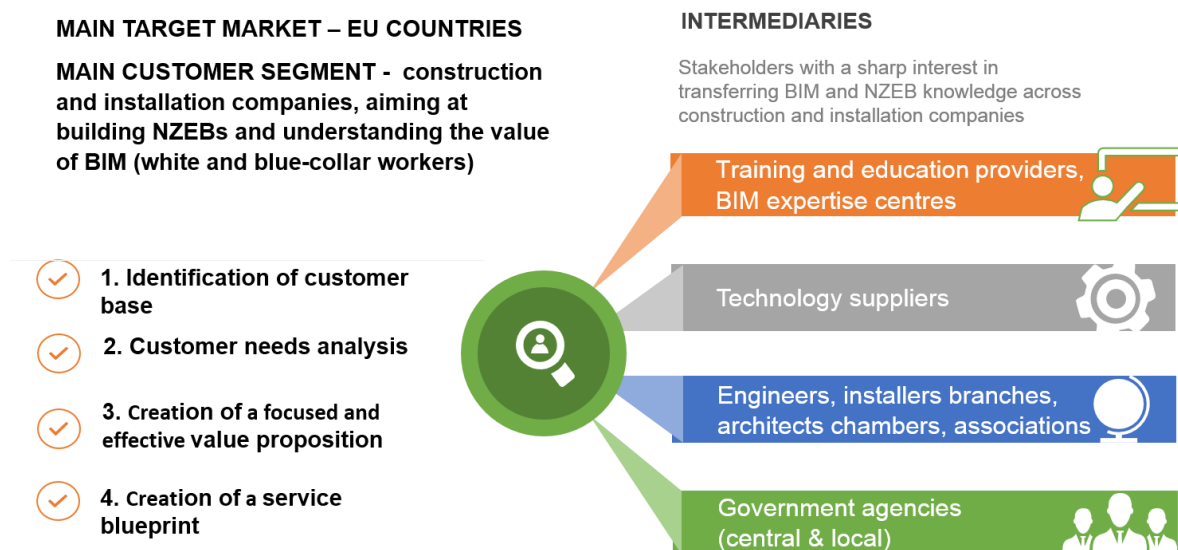 MAIN TARGET MARKET – EU COUNTRIES
MAIN CUSTOMER SEGMENT - construction
and installation companies, aiming at
building NZEBs and understanding the value
of BIM (white and blue-collar workers)
1. Identification of customer
base
2. Customer needs analysis
3. Creation of a focused and
effective value proposition
4. Creation of a service
blueprint
INTERMEDIARIES
Stakeholders with a sharp interest in
transferring BIM and NZEB knowledge across
construction and installation companies
Training and education providers,
BIM expertise centres
Technology suppliers
Engineers, installers branches,
architects chambers, associations
Government agencies
(central & local)